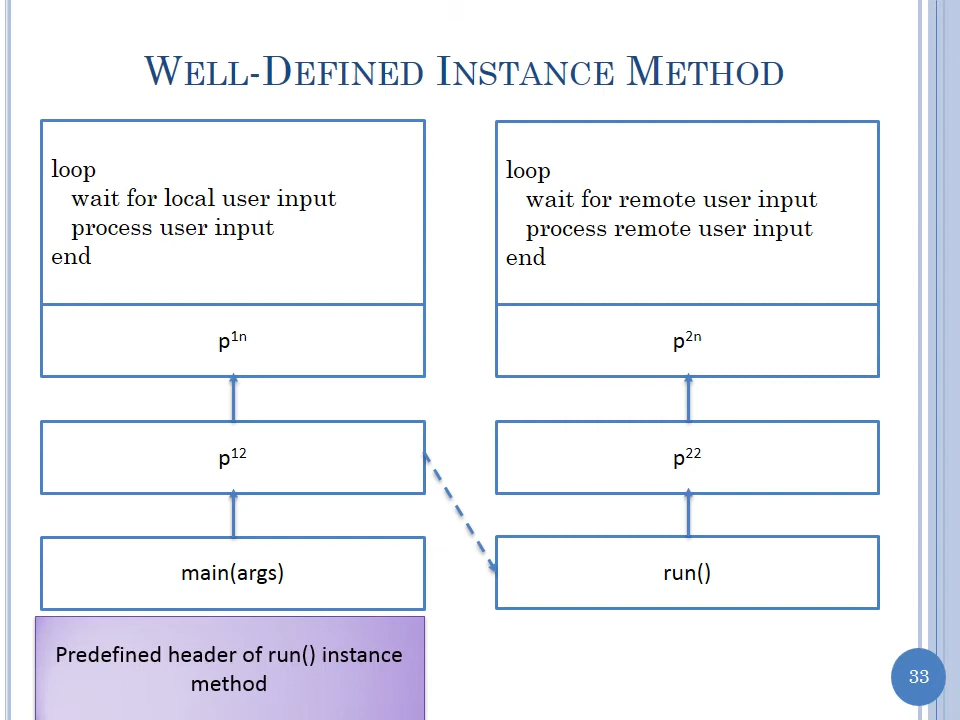 WELL-DEFINED INSTANCE METHOD
loop
wait for local user input
process user input
end
p1n
p12
main(args)
Predefined header of run() instance
method
loop
wait for remote user input
process remote user input
end
p2n
p22
run()
33